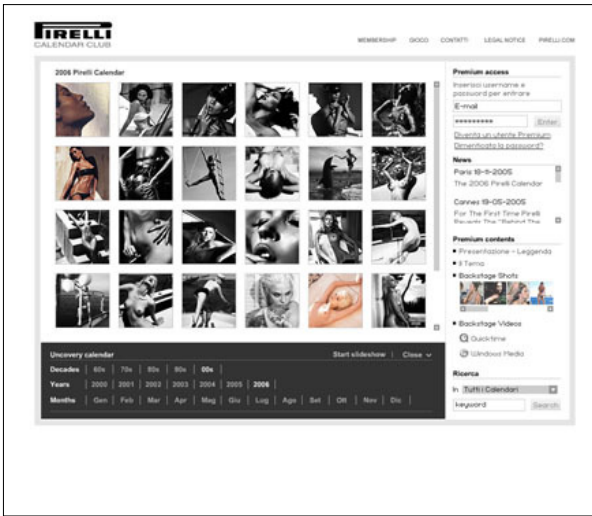 PIRELLI
CALENDAR CLUB
MEMBERSHIP GIOCO CONTATTI LEGAL NOTICE PIRELLI.COM
2006 Pirelli Calendar
Premium access
Inserisci username e
password per entrare
E-mail
********* Enter
Diventa un utente Premium
Dimenticata la password?
News
Paris 18-11-2005
The 2006 Pirelli Calendar
Cannes 19-05-2005
For The First Time Pirelli
Reveals The "Behind The
Premium contents
Presentazione - Leggenda
Il Tema
Backstage Shots
Backstage Videos
Quicktime
Windows Media
Ricerca
In Tutti i Calendari
keyword Search
Uncovery calendar Start slideshow | Close
Decades | 60s | 70s | 80s | 90s | 00s |
Years | 2000 | 2001 | 2002 | 2003 | 2004 | 2005 | 2006 |
Months | Gen | Feb | Mar | Apr | Mag | Giu | Lug | Ago | Set | Ott | Nov | Dic |